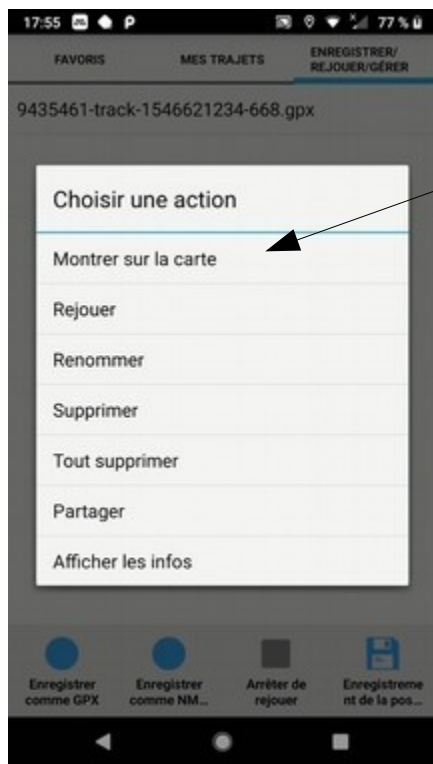 17:55 P 77 %
FAVORIS
MES TRAJETS
ENREGISTRER/
REJOUER/GÉRER
9435461-track-1546621234-668.gpx
Choisir une action
Montrer sur la carte
Rejouer
Renommer
Supprimer
Tout supprimer
Partager
Afficher les infos
Enregistrer
comme GPX
Enregistrer
comme NM...
Arrêter de
rejouer
Enregistreme
nt de la pos...